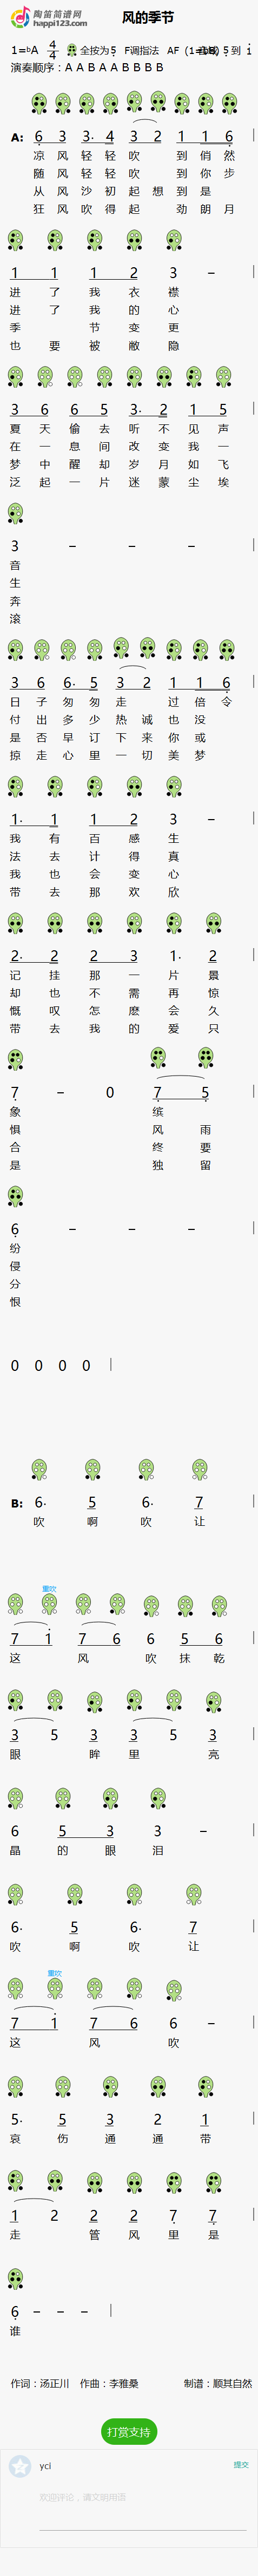 陶笛简谱网
happi123.com
风的季节
1=♭A 4/4 全按为5 F调指法 AF
演奏顺序：A A B A A B B B B
A: 6 3 3· 4 3 2 1 1 6
凉 风 轻 轻 吹 到 俏 然
随 风 轻 轻 吹 到 你 步
从 风 沙 初 起 想 到 是
狂 风 吹 得 起 劲 朗 月
1 1 1 2 3 –
进 了 我 衣 襟
进 了 我 的 心
季 节 变 更
也 要 被 敝 隐
3 6 6 5 3· 2 1 5
夏 天 偷 去 听 不 见 声
在 一 息 间 改 变 我 一
梦 中 醒 却 岁 月 如 飞
泛 起 一 片 迷 蒙 尘 埃
3 – – –
音
生
奔
滚
3 6 6· 5 3 2 1 1 6
日 子 匆 匆 走 过 倍 令
付 出 多 少 热 诚 也 没
是 否 早 订 下 来 你 或
掠 走 心 里 一 切 美 梦
1· 1 1 2 3 –
我 有 百 感 生
法 去 计 得 真
我 也 会 变 心
带 去 那 欢 欣
2· 2 2 3 1· 2
记 挂 那 一 片 景
却 也 不 需 再 惊
慨 叹 怎 麽 会 久
带 去 我 的 爱 只
7 – 0 7 5
象 缤
惧 风 雨
合 终 要
是 独 留
6 – – –
纷
侵
分
恨
0 0 0 0
B: 6· 5 6· 7
吹 啊 吹 让
重吹
7 1 7 6 6 5 6
这 风 吹 抹 乾
3 5 3 3 5 3
眼 眸 里 亮
6 5 3 3 –
晶 的 眼 泪
6· 5 6· 7
吹 啊 吹 让
重吹
7 1 7 6 6 –
这 风 吹
5· 5 3 2 1
哀 伤 通 通 带
1 2 2 2 7 7
走 管 风 里 是
6 – – –
谁
作词：汤正川 作曲：李雅桑 制谱：顺其自然
打赏支持
yci 提交
欢迎评论，请文明用语